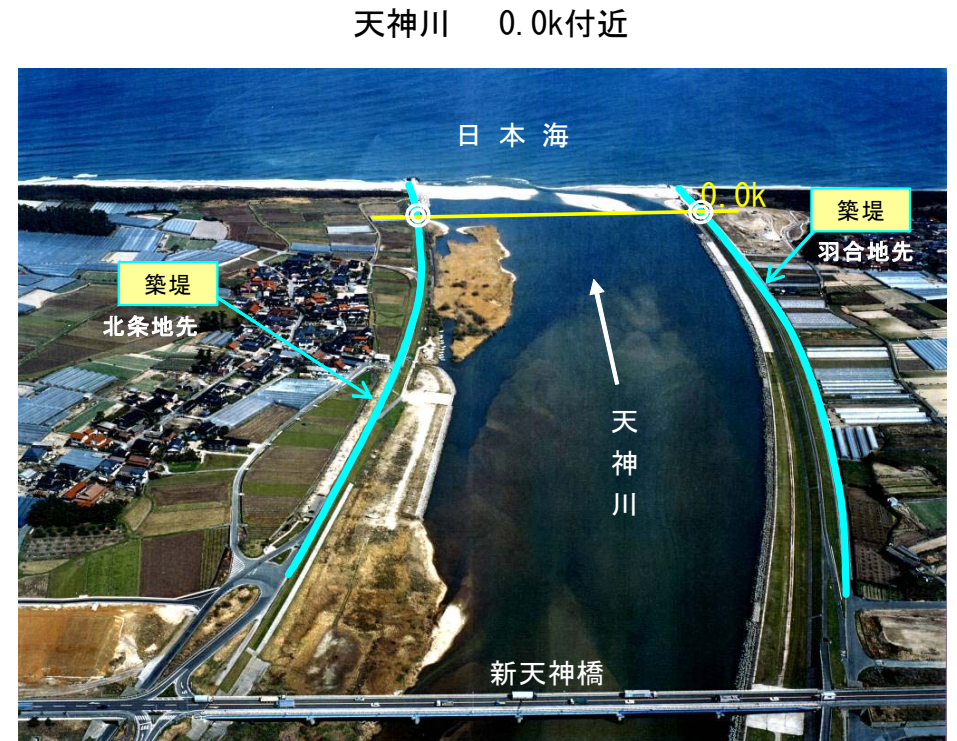 天神川　0.0k付近
日本海
0.0k
築堤
羽合地先
築堤
北条地先
天神川
新天神橋